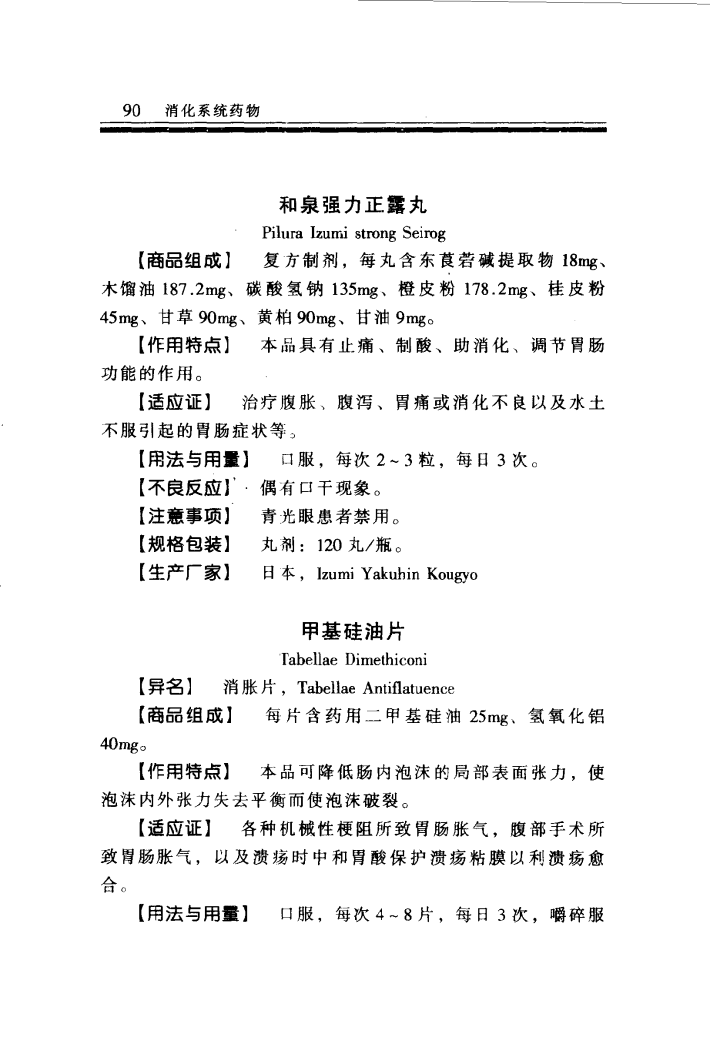 90 消化系统药物
和泉强力正露丸
Pilura Izumi strong Seirog
【商品组成】 复方制剂，每丸含东莨菪碱提取物 18mg、
木馏油 187.2mg、碳酸氢钠 135mg、橙皮粉 178.2mg、桂皮粉
45mg、甘草 90mg、黄柏 90mg、甘油 9mg。
【作用特点】 本品具有止痛、制酸、助消化、调节胃肠
功能的作用。
【适应证】 治疗腹胀、腹泻、胃痛或消化不良以及水土
不服引起的胃肠症状等。
【用法与用量】 口服，每次 2~3 粒，每日 3 次。
【不良反应】 偶有口干现象。
【注意事项】 青光眼患者禁用。
【规格包装】 丸剂：120 丸/瓶。
【生产厂家】 日本，Izumi Yakuhin Kougyo
甲基硅油片
Tabellae Dimethiconi
【异名】 消胀片，Tabellae Antiflatuence
【商品组成】 每片含药用二甲基硅油 25mg、氢氧化铝
40mg。
【作用特点】 本品可降低肠内泡沫的局部表面张力，使
泡沫内外张力失去平衡而使泡沫破裂。
【适应证】 各种机械性梗阻所致胃肠胀气，腹部手术所
致胃肠胀气，以及溃疡时中和胃酸保护溃疡粘膜以利溃疡愈
合。
【用法与用量】 口服，每次 4~8 片，每日 3 次，嚼碎服